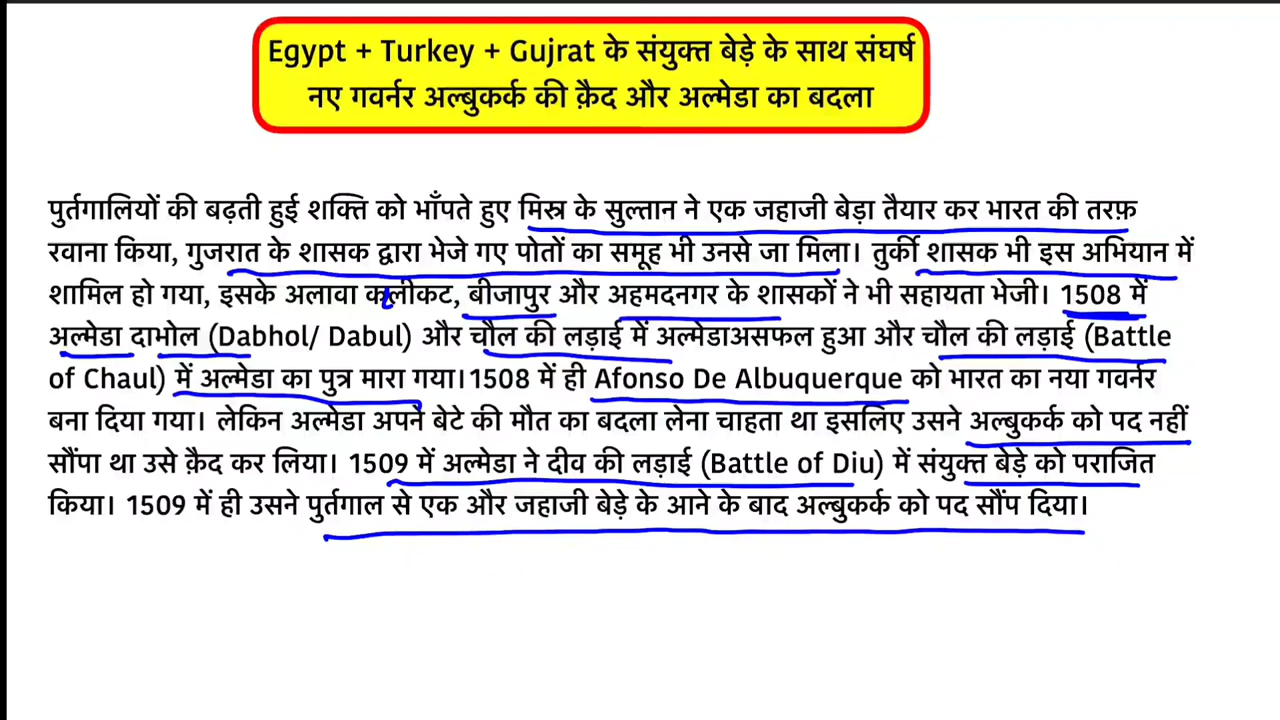 Egypt + Turkey + Gujrat के संयुक्त बेड़े के साथ संघर्ष
नए गवर्नर अल्बुकर्क की क़ैद और अल्मेडा का बदला
पुर्तगालियों की बढ़ती हुई शक्ति को भाँपते हुए मिस्र के सुल्तान ने एक जहाजी बेड़ा तैयार कर भारत की तरफ़
रवाना किया, गुजरात के शासक द्वारा भेजे गए पोतों का समूह भी उनसे जा मिला। तुर्की शासक भी इस अभियान में
शामिल हो गया, इसके अलावा कलीकट, बीजापुर और अहमदनगर के शासकों ने भी सहायता भेजी। 1508 में
अल्मेडा दाभोल (Dabhol/ Dabul) और चौल की लड़ाई में अल्मेडाअसफल हुआ और चौल की लड़ाई (Battle
of Chaul) में अल्मेडा का पुत्र मारा गया।1508 में ही Afonso De Albuquerque को भारत का नया गवर्नर
बना दिया गया। लेकिन अल्मेडा अपने बेटे की मौत का बदला लेना चाहता था इसलिए उसने अल्बुकर्क को पद नहीं
सौंपा था उसे क़ैद कर लिया। 1509 में अल्मेडा ने दीव की लड़ाई (Battle of Diu) में संयुक्त बेड़े को पराजित
किया। 1509 में ही उसने पुर्तगाल से एक और जहाजी बेड़े के आने के बाद अल्बुकर्क को पद सौंप दिया।